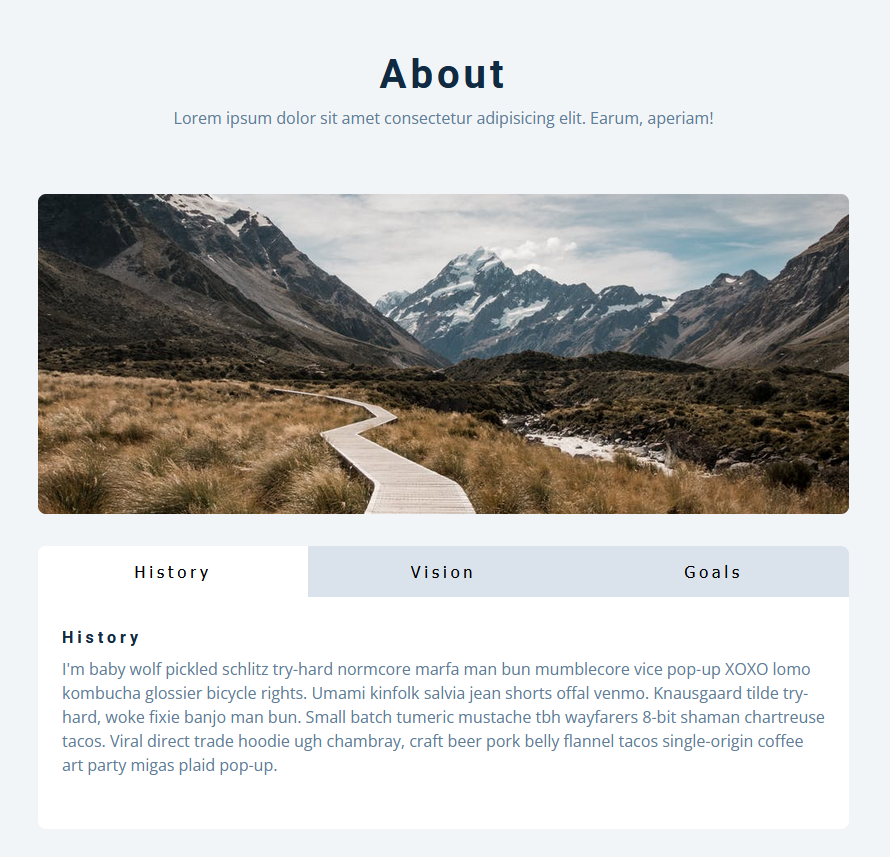 About
Lorem ipsum dolor sit amet consectetur adipisicing elit. Earum, aperiam!
History Vision Goals
History
I'm baby wolf pickled schlitz try-hard normcore marfa man bun mumblecore vice pop-up XOXO lomo
kombucha glossier bicycle rights. Umami kinfolk salvia jean shorts offal venmo. Knausgaard tilde try-
hard, woke fixie banjo man bun. Small batch tumeric mustache tbh wayfarers 8-bit shaman chartreuse
tacos. Viral direct trade hoodie ugh chambray, craft beer pork belly flannel tacos single-origin coffee
art party migas plaid pop-up.